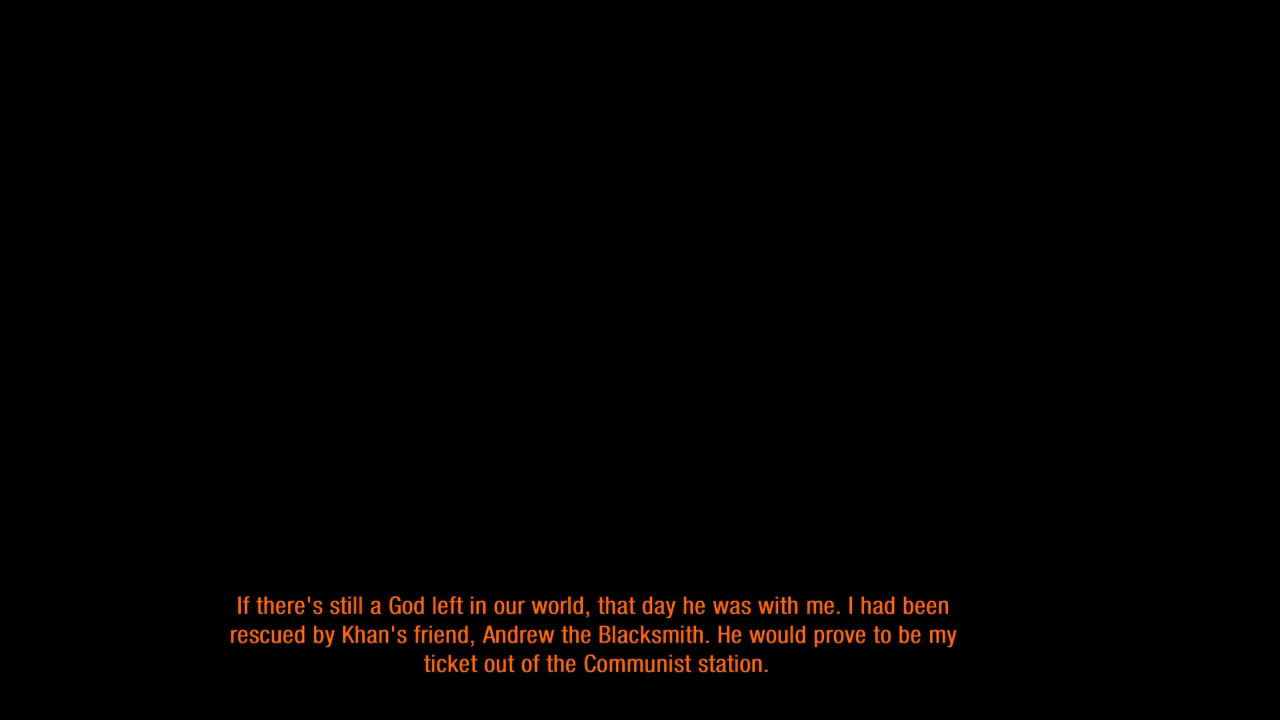 If there's still a God left in our world, that day he was with me. I had been
rescued by Khan's friend, Andrew the Blacksmith. He would prove to be my
ticket out of the Communist station.